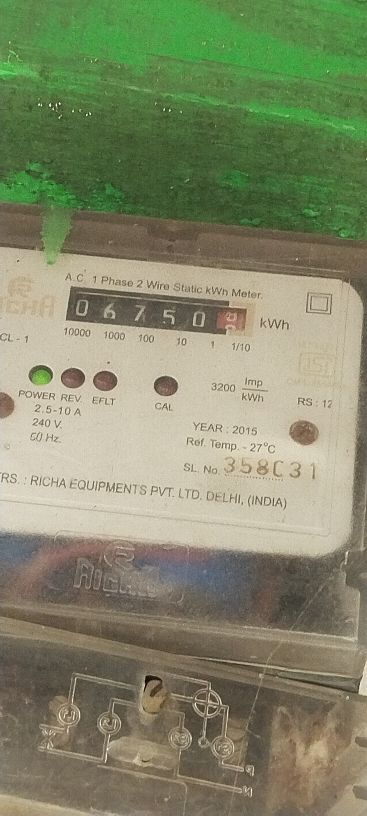 A.C. 1 Phase 2 Wire Static kWh Meter.
RICHA
0 6 7 5 0 kWh
10000 1000 100 10 1 1/10
CL - 1
3200 Imp/kWh
POWER REV. EFLT CAL
RS : 12
2.5-10 A
240 V.
50 Hz.
YEAR : 2015
Ref. Temp. - 27°C
SL. No. 358031
RS. : RICHA EQUIPMENTS PVT. LTD. DELHI, (INDIA)
RICHA